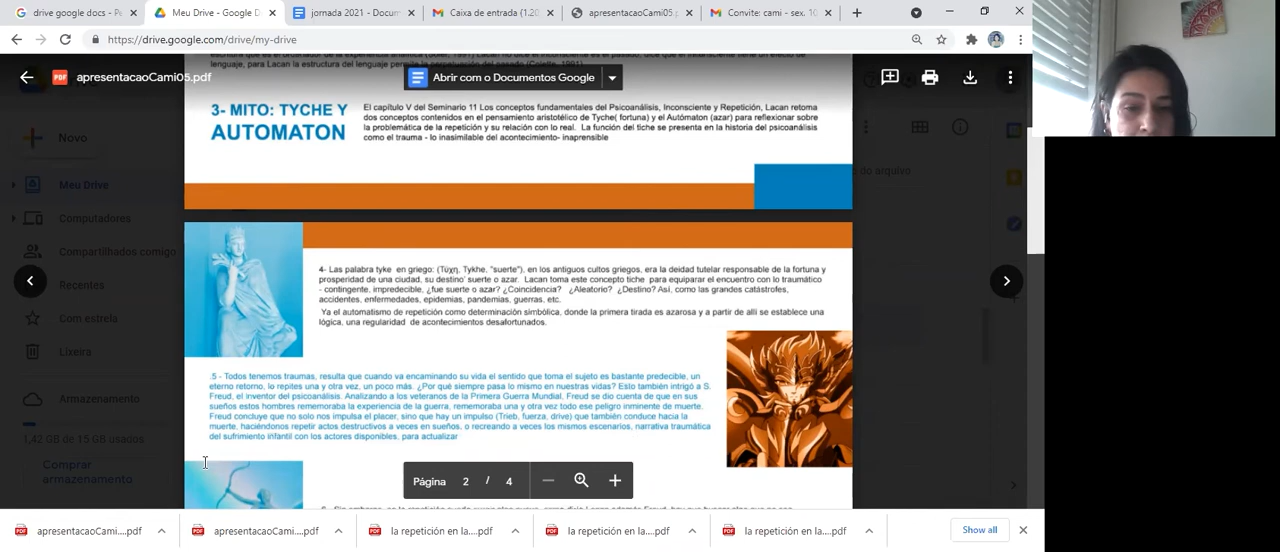 drive google docs - Pe
Meu Drive - Google D
jornada 2021 - Docum
Caixa de entrada (1.20
apresentacaoCami05.p
Convite: cami - sex. 10
https://drive.google.com/drive/my-drive
lenguaje, para Lacan la estructura del lenguaje permite la perpetuación del pasado (Colette, 1991)
apresentacaoCami05.pdf
Abrir com o Documentos Google
3- MITO: TYCHE Y
AUTOMATON
El capítulo V del Seminario 11 Los conceptos fundamentales del Psicoanálisis, Inconsciente y Repetición, Lacan retoma
dos conceptos contenidos en el pensamiento aristotélico de Tyche( fortuna) y el Autómaton (azar) para reflexionar sobre
la problemática de la repetición y su relación con lo real. La función del tiche se presenta en la historia del psicoanálisis
como el trauma - lo inasimilable del acontecimiento- inaprensible
Novo
Meu Drive
Computadores
Compartilhados comigo
Recentes
Com estrela
Lixeira
Armazenamento
1,42 GB de 15 GB usados
Comprar
armazenamento
do arquivo
4- Las palabra tyke en griego: (Τύχη, Tykhe, "suerte"), en los antiguos cultos griegos, era la deidad tutelar responsable de la fortuna y
prosperidad de una ciudad, su destino' suerte o azar. Lacan toma este concepto tiche para equiparar el encuentro con lo traumático
- contingente, impredecible. ¿fue suerte o azar? ¿Coincidencia? ¿Aleatorio? ¿Destino? Así, como las grandes catástrofes,
accidentes, enfermedades, epidemias, pandemias, guerras, etc.
Ya el automatismo de repetición como determinación simbólica, donde la primera tirada es azarosa y a partir de allí se establece una
lógica, una regularidad de acontecimientos desafortunados.
.5 - Todos tenemos traumas, resulta que cuando va encaminando su vida el sentido que toma el sujeto es bastante predecible, un
eterno retorno, lo repites una y otra vez, un poco más. ¿Por qué siempre pasa lo mismo en nuestras vidas? Esto también intrigó a S.
Freud, el inventor del psicoanálisis. Analizando a los veteranos de la Primera Guerra Mundial, Freud se dio cuenta de que en sus
sueños estos hombres rememoraba la experiencia de la guerra, rememoraba una y otra vez todo ese peligro inminente de muerte.
Freud concluye que no solo nos impulsa el placer, sino que hay un impulso (Trieb, fuerza, drive) que también conduce hacia la
muerte, haciéndonos repetir actos destructivos a veces en sueños, o recreando a veces los mismos escenarios, narrativa traumática
del sufrimiento infantil con los actores disponibles, para actualizar
Página 2 / 4
apresentacaoCami....pdf
apresentacaoCami....pdf
la repetición en la....pdf
la repetición en la....pdf
la repetición en la....pdf
Show all